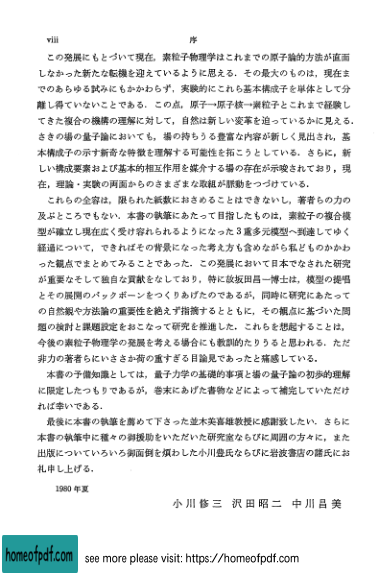 viii 序
この発展にもとづいて現在，素粒子物理学はこれまでの原子論的方法が直面
しなかった新たな転機を迎えているように思える．その最大のものは，現在ま
でのあらゆる試みにもかかわらず，実験的にこれら基本構成子を単体として分
離し得ていないことである．この点，原子→原子核→素粒子とこれまで経験し
てきた複合の機構の理解に対して，自然は新しい変革を迫っているかに見える．
さきの場の量子論においても，場の持ちうる豊富な内容が新しく見出され，基
本構成子の示す新奇な特徴を理解する可能性を拓こうとしている．さらに，新
しい構成要素および基本的相互作用を媒介する場の存在が示唆されており，現
在，理論・実験の両面からのさまざまな取組が脈動をつづけている．
これらの全容は，限られた紙数におさめることはできないし，著者らの力の
及ぶところでもない．本書の執筆にあたって目指したものは，素粒子の複合模
型が確立し現在広く受け容れられるようになった3重多元模型へ到達してゆく
経過について，できればその背景になった考え方も含めながら私どものかかわ
った観点でまとめてみることであった．この発展において日本でなされた研究
が重要なそして独自な貢献をなしており，特に故坂田昌一博士は，模型の提唱
とその展開のバックボーンをつくりあげたのであるが，同時に研究にあたって
の自然観や方法論の重要性を絶えず指摘するとともに，その観点に基づいた問
題の検討と課題設定をおこなって研究を推進した．これらを想起することは，
今後の素粒子物理学の発展を考える場合にも教訓的たりうると思われる．ただ
非力の著者らにいささか荷の重すぎる目論見であったと痛感している．
本書の予備知識としては，量子力学の基礎的事項と場の量子論の初歩的理解
に限定したつもりであるが，巻末にあげた書物などによって補完していただけ
れば幸いである．
最後に本書の執筆を薦めて下さった並木美喜雄教授に感謝致したい．さらに
本書の執筆中に種々の御援助をいただいた研究室ならびに周囲の方々に，また
出版についていろいろ御面倒を煩わした小川豊氏ならびに岩波書店の諸氏にお
礼申し上げる．
1980年夏
小川修三 沢田昭二 中川昌美
homeofpdf.com see more please visit: https://homeofpdf.com